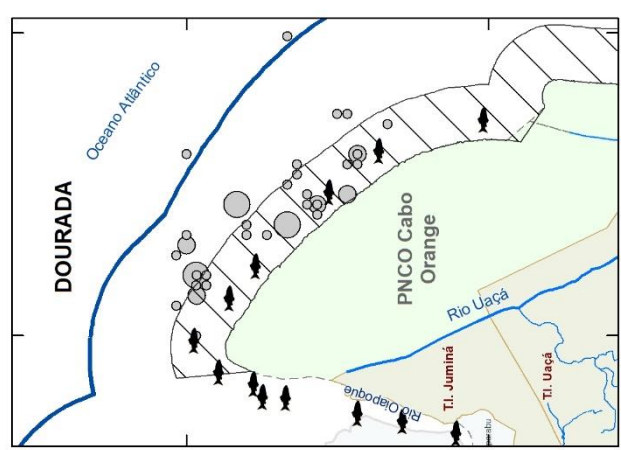 Oceano Atlântico
DOURADA
PNCO Cabo
Orange
Rio Uaçá
T.I. Juminá
T.I. Uaçá
Rio Oiapoque